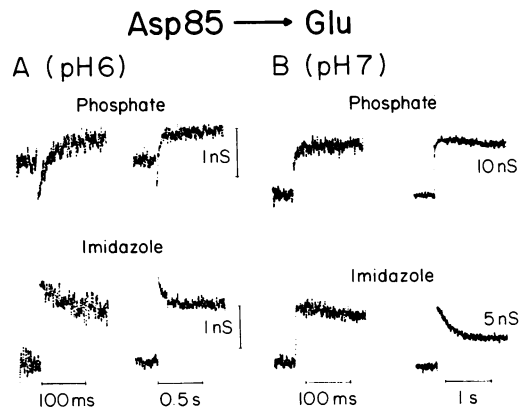 Asp85 ⟶ Glu
A (pH6) B (pH7)
Phosphate Phosphate
1nS 10nS
Imidazole Imidazole
1nS 5nS
100ms 0.5s 100ms 1s